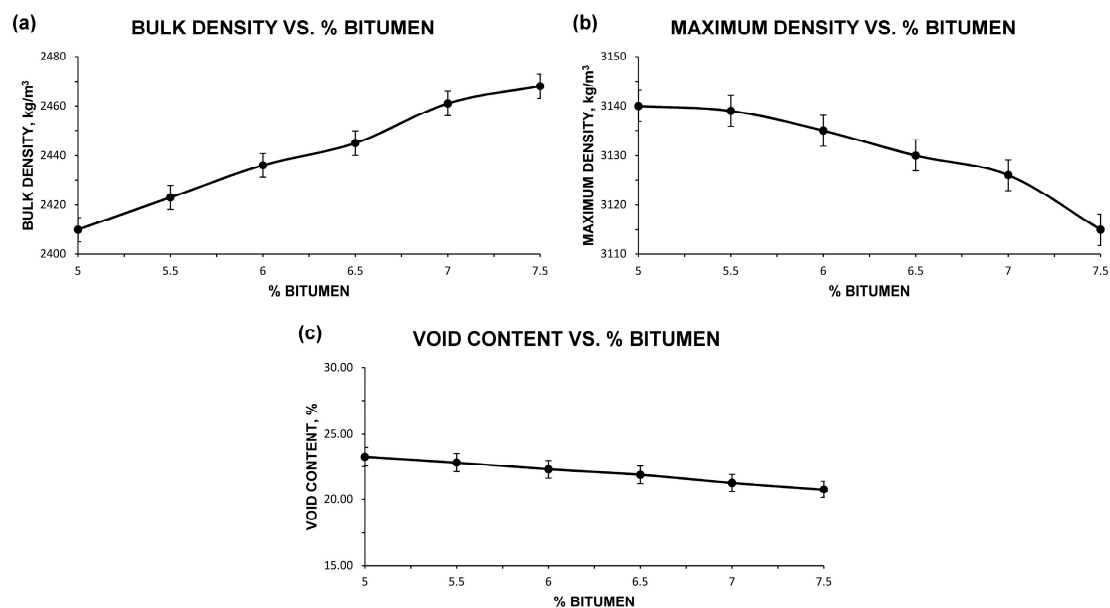 (a)
BULK DENSITY VS. % BITUMEN
2480
2460
2440
2420
2400
BULK DENSITY, kg/m³
5 5.5 6 6.5 7 7.5
% BITUMEN
(b)
MAXIMUM DENSITY VS. % BITUMEN
3150
3140
3130
3120
3110
MAXIMUM DENSITY, kg/m³
5 5.5 6 6.5 7 7.5
% BITUMEN
(c)
VOID CONTENT VS. % BITUMEN
30.00
25.00
20.00
15.00
VOID CONTENT, %
5 5.5 6 6.5 7 7.5
% BITUMEN